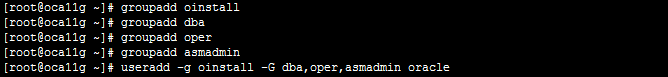 [root@oca11g ~]# groupadd oinstall
[root@oca11g ~]# groupadd dba
[root@oca11g ~]# groupadd oper
[root@oca11g ~]# groupadd asmadmin
[root@oca11g ~]# useradd -g oinstall -G dba,oper,asmadmin oracle